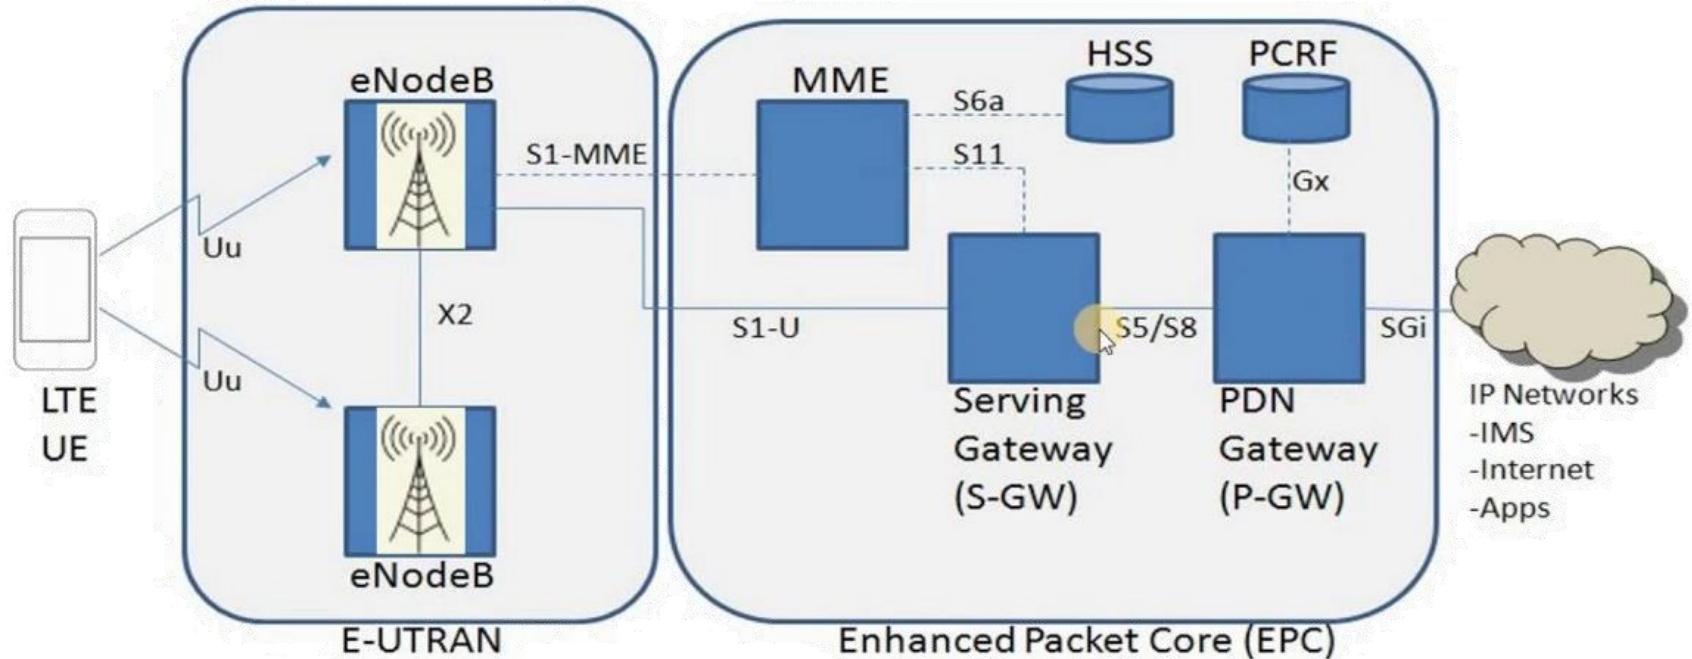 eNodeB
MME
HSS
PCRF
S6a
S1-MME
S11
Gx
Uu
X2
S1-U
S5/S8
SGi
Uu
LTE
UE
Serving
Gateway
(S-GW)
PDN
Gateway
(P-GW)
IP Networks
-IMS
-Internet
-Apps
eNodeB
E-UTRAN
Enhanced Packet Core (EPC)